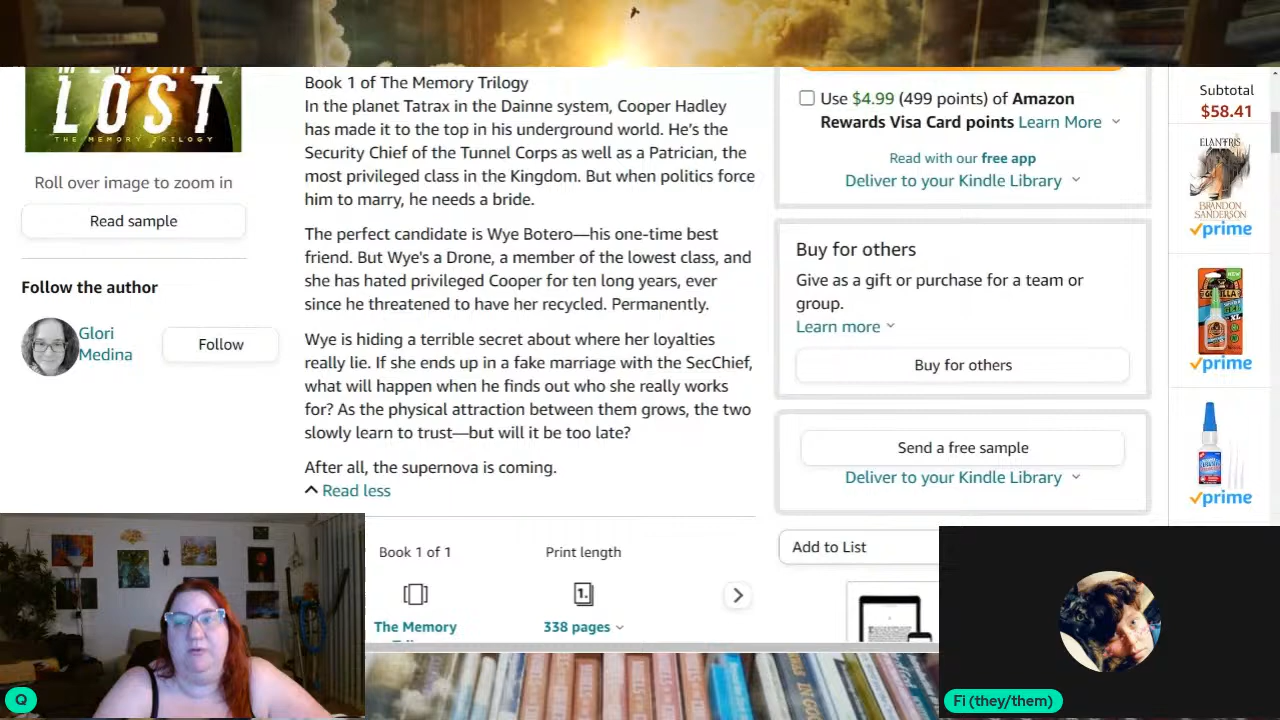 LOST
THE MEMORY TRILOGY
Roll over image to zoom in
Read sample
Follow the author
Glori
Medina
Follow
Book 1 of The Memory Trilogy
In the planet Tatrax in the Dainne system, Cooper Hadley
has made it to the top in his underground world. He's the
Security Chief of the Tunnel Corps as well as a Patrician, the
most privileged class in the Kingdom. But when politics force
him to marry, he needs a bride.
The perfect candidate is Wye Botero—his one-time best
friend. But Wye's a Drone, a member of the lowest class, and
she has hated privileged Cooper for ten long years, ever
since he threatened to have her recycled. Permanently.
Wye is hiding a terrible secret about where her loyalties
really lie. If she ends up in a fake marriage with the SecChief,
what will happen when he finds out who she really works
for? As the physical attraction between them grows, the two
slowly learn to trust—but will it be too late?
After all, the supernova is coming.
Read less
Book 1 of 1
The Memory
Print length
1.
338 pages
Use $4.99 (499 points) of Amazon
Rewards Visa Card points Learn More
Read with our free app
Deliver to your Kindle Library
Buy for others
Give as a gift or purchase for a team or
group.
Learn more
Buy for others
Send a free sample
Deliver to your Kindle Library
Add to List
Subtotal
$58.41
ELANTRIS
BRANDON
SANDERSON
prime
GORILLA
prime
prime
Q
Fi (they/them)